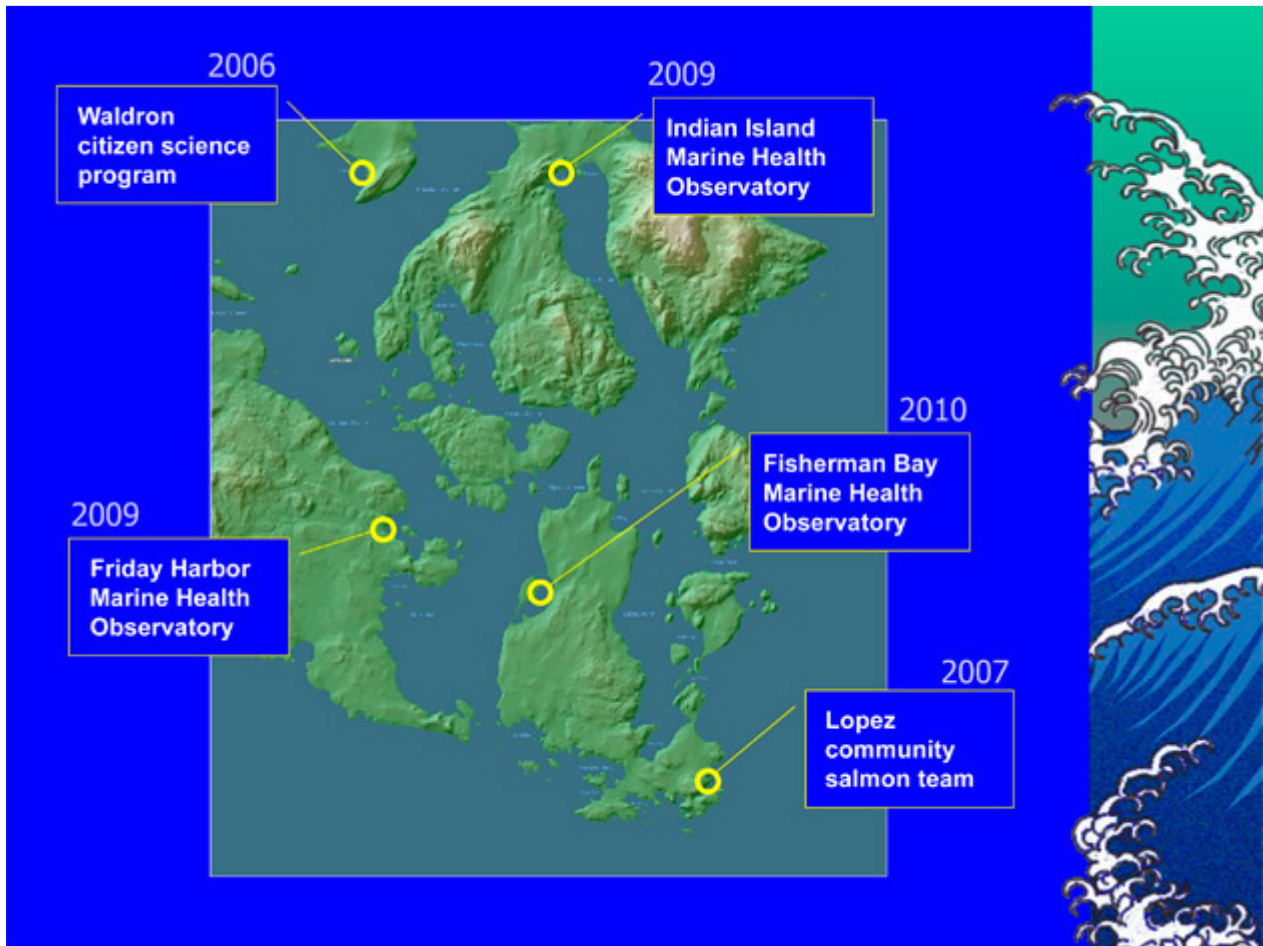 2006
Waldron
citizen science
program
2009
Indian Island
Marine Health
Observatory
2010
Fisherman Bay
Marine Health
Observatory
2009
Friday Harbor
Marine Health
Observatory
2007
Lopez
community
salmon team